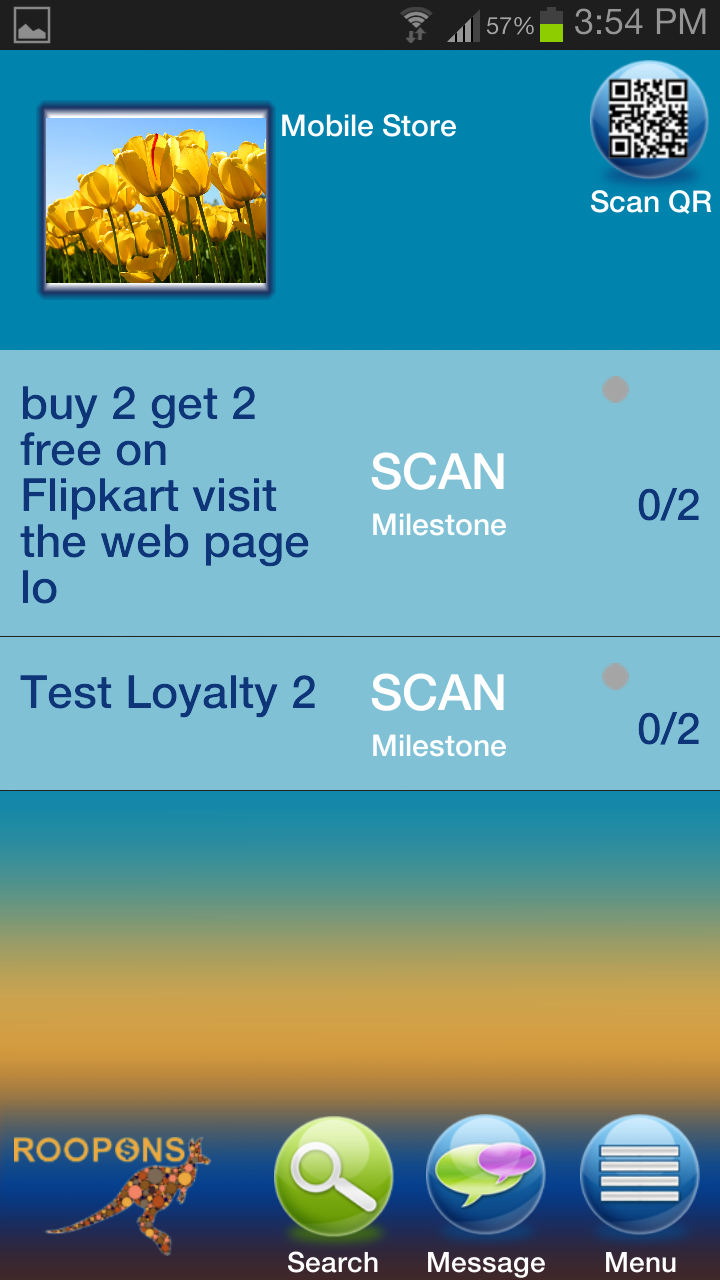 57% 3:54 PM
Mobile Store
Scan QR
buy 2 get 2
free on
Flipkart visit
the web page
lo
SCAN
Milestone
0/2
Test Loyalty 2
SCAN
Milestone
0/2
ROOPONS
Search
Message
Menu